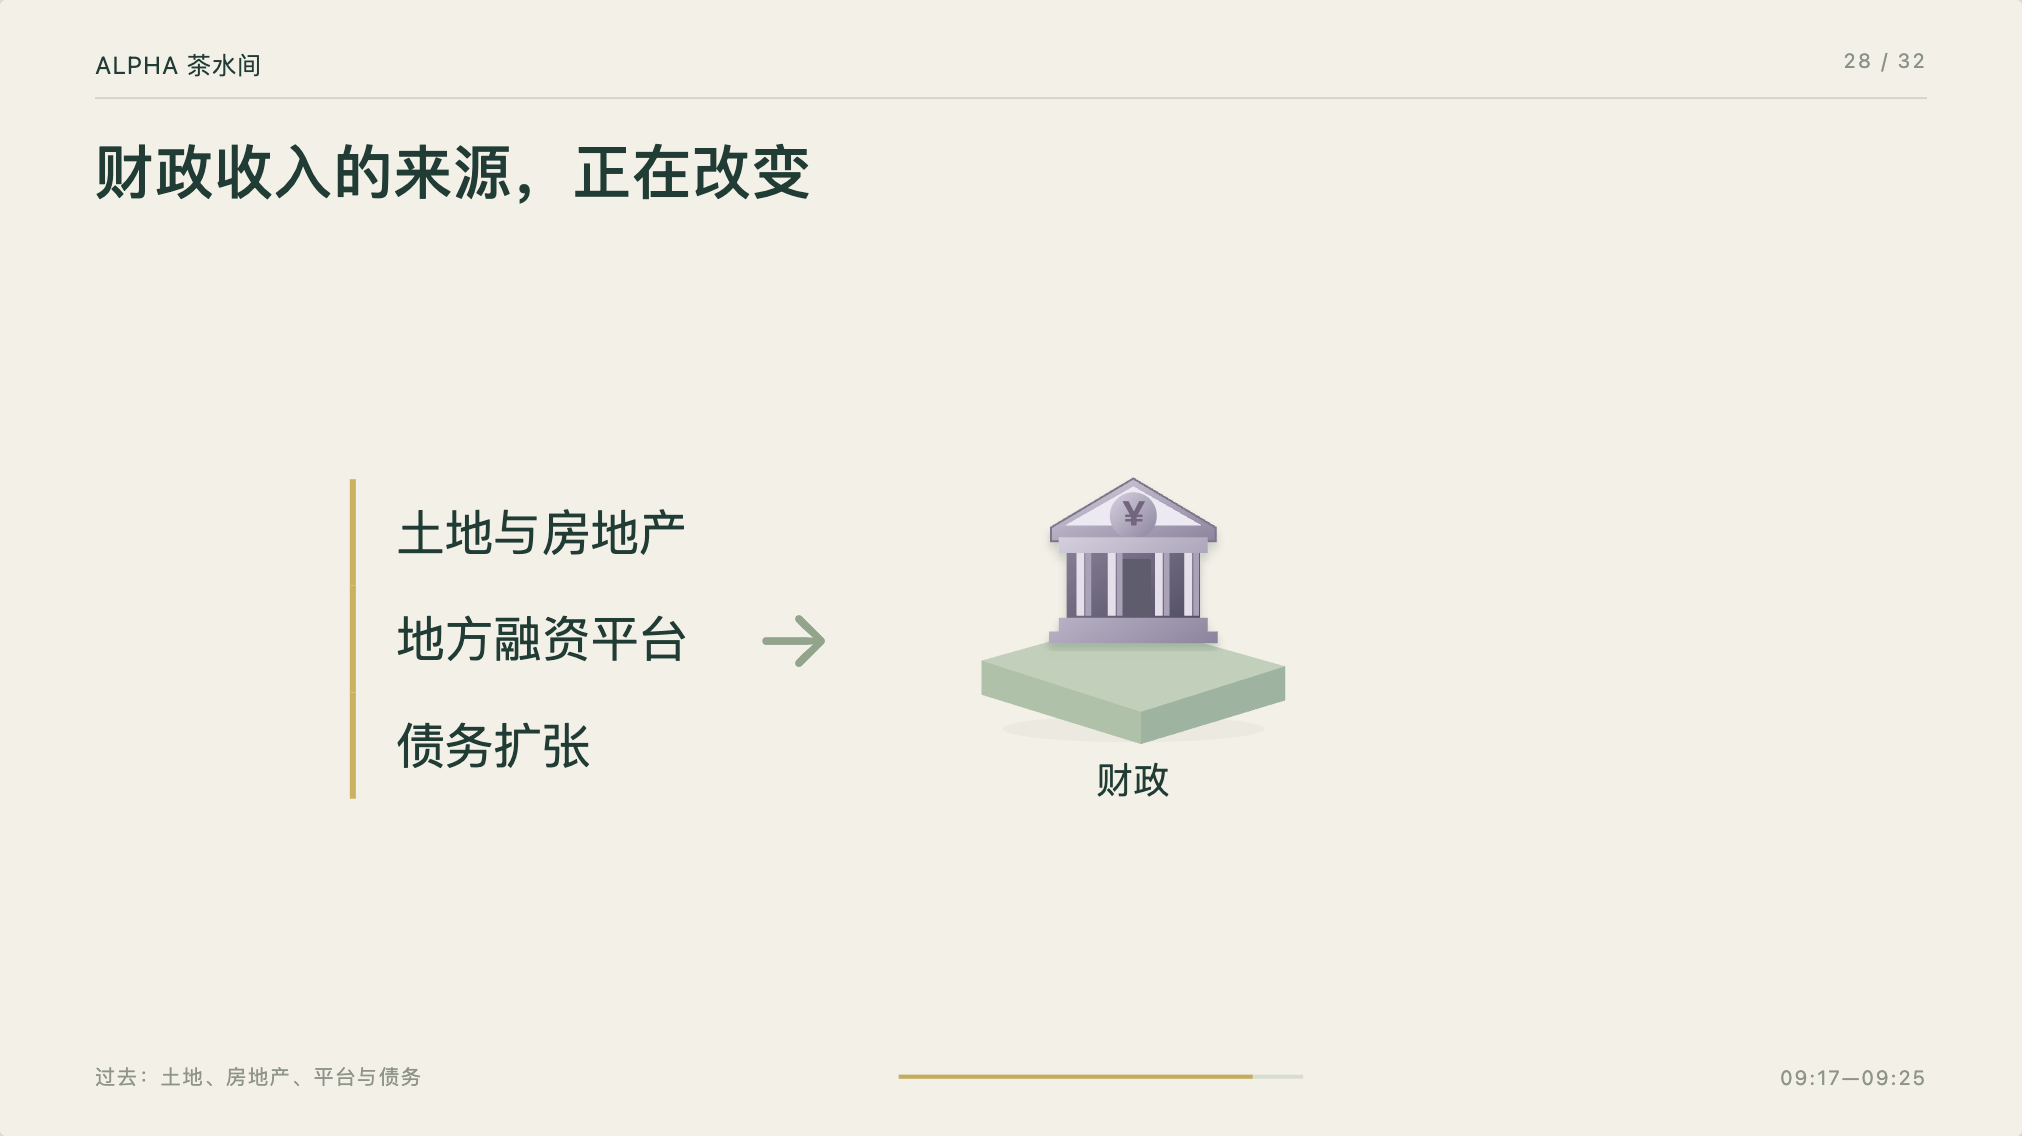 ALPHA 茶水间
28 / 32
财政收入的来源，正在改变
土地与房地产
地方融资平台
债务扩张
¥
财政
过去：土地、房地产、平台与债务
09:17—09:25